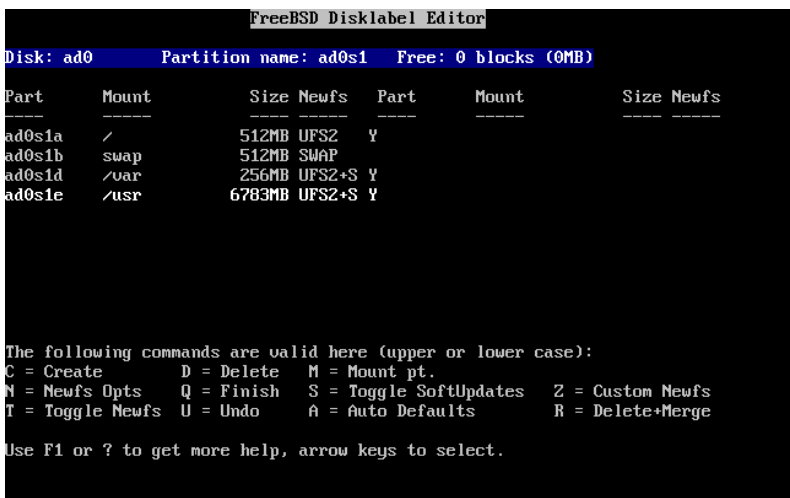 FreeBSD Disklabel Editor
Disk: ad0 Partition name: ad0s1 Free: 0 blocks (0MB)
Part Mount Size Newfs Part Mount Size Newfs
---- ----- ---- ----- ---- ----- ---- -----
ad0s1a / 512MB UFS2 Y
ad0s1b swap 512MB SWAP
ad0s1d /var 256MB UFS2+S Y
ad0s1e /usr 6783MB UFS2+S Y
The following commands are valid here (upper or lower case):
C = Create D = Delete M = Mount pt.
N = Newfs Opts Q = Finish S = Toggle SoftUpdates Z = Custom Newfs
T = Toggle Newfs U = Undo A = Auto Defaults R = Delete+Merge
Use F1 or ? to get more help, arrow keys to select.